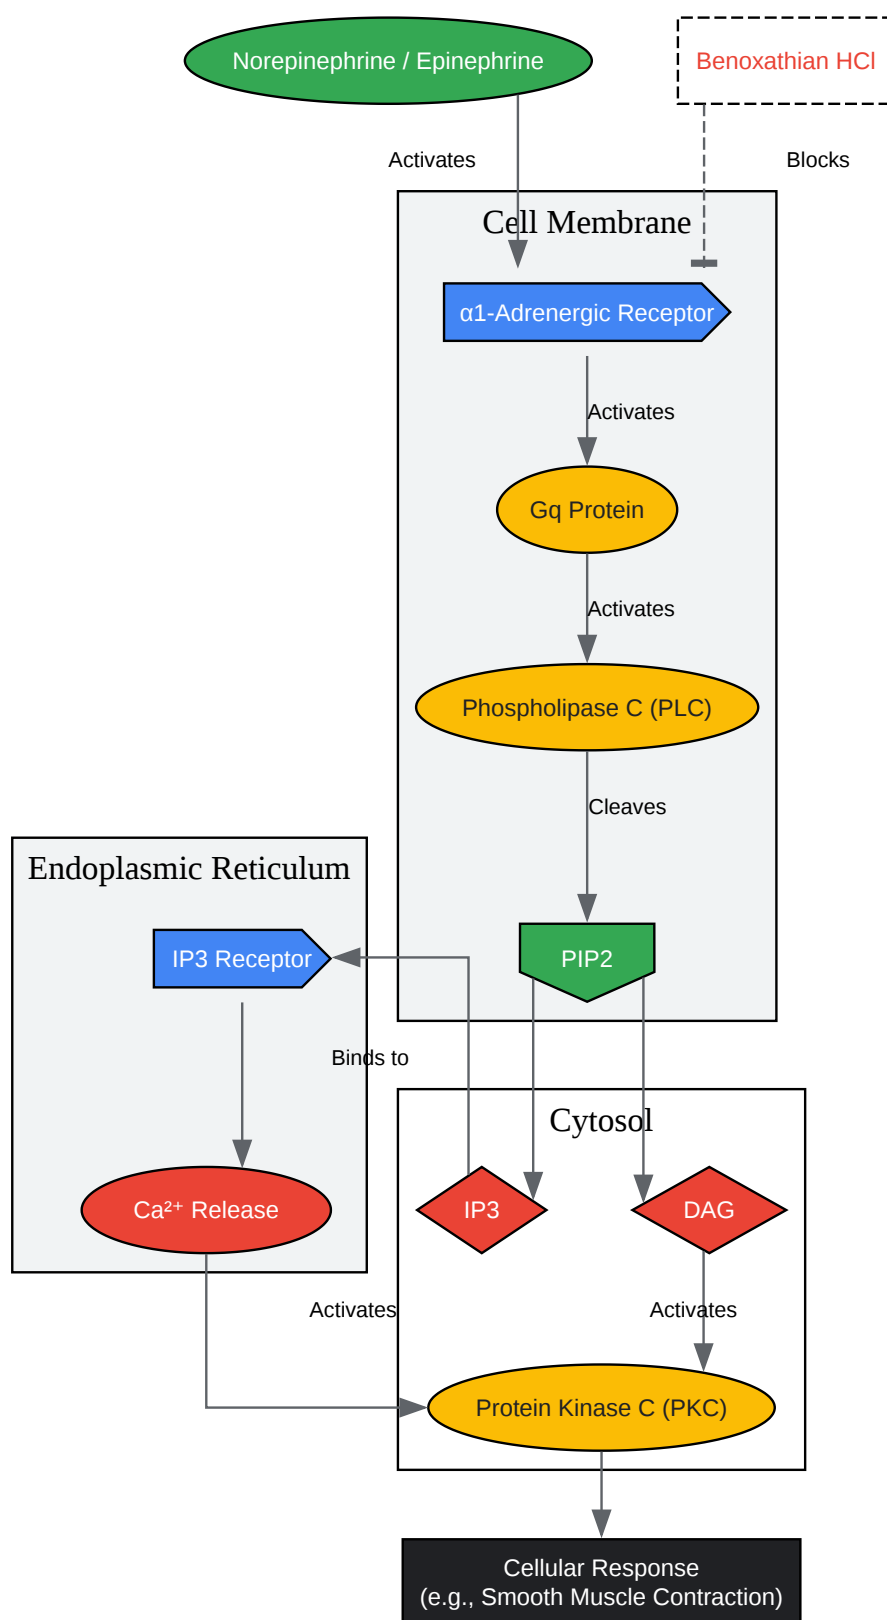 Norepinephrine / Epinephrine
Benoxathian HCl
Activates
Blocks
Cell Membrane
α1-Adrenergic Receptor
Activates
Gq Protein
Activates
Phospholipase C (PLC)
Cleaves
Endoplasmic Reticulum
IP3 Receptor
PIP2
Binds to
Cytosol
Ca²⁺ Release
IP3
DAG
Activates
Activates
Protein Kinase C (PKC)
Cellular Response
(e.g., Smooth Muscle Contraction)